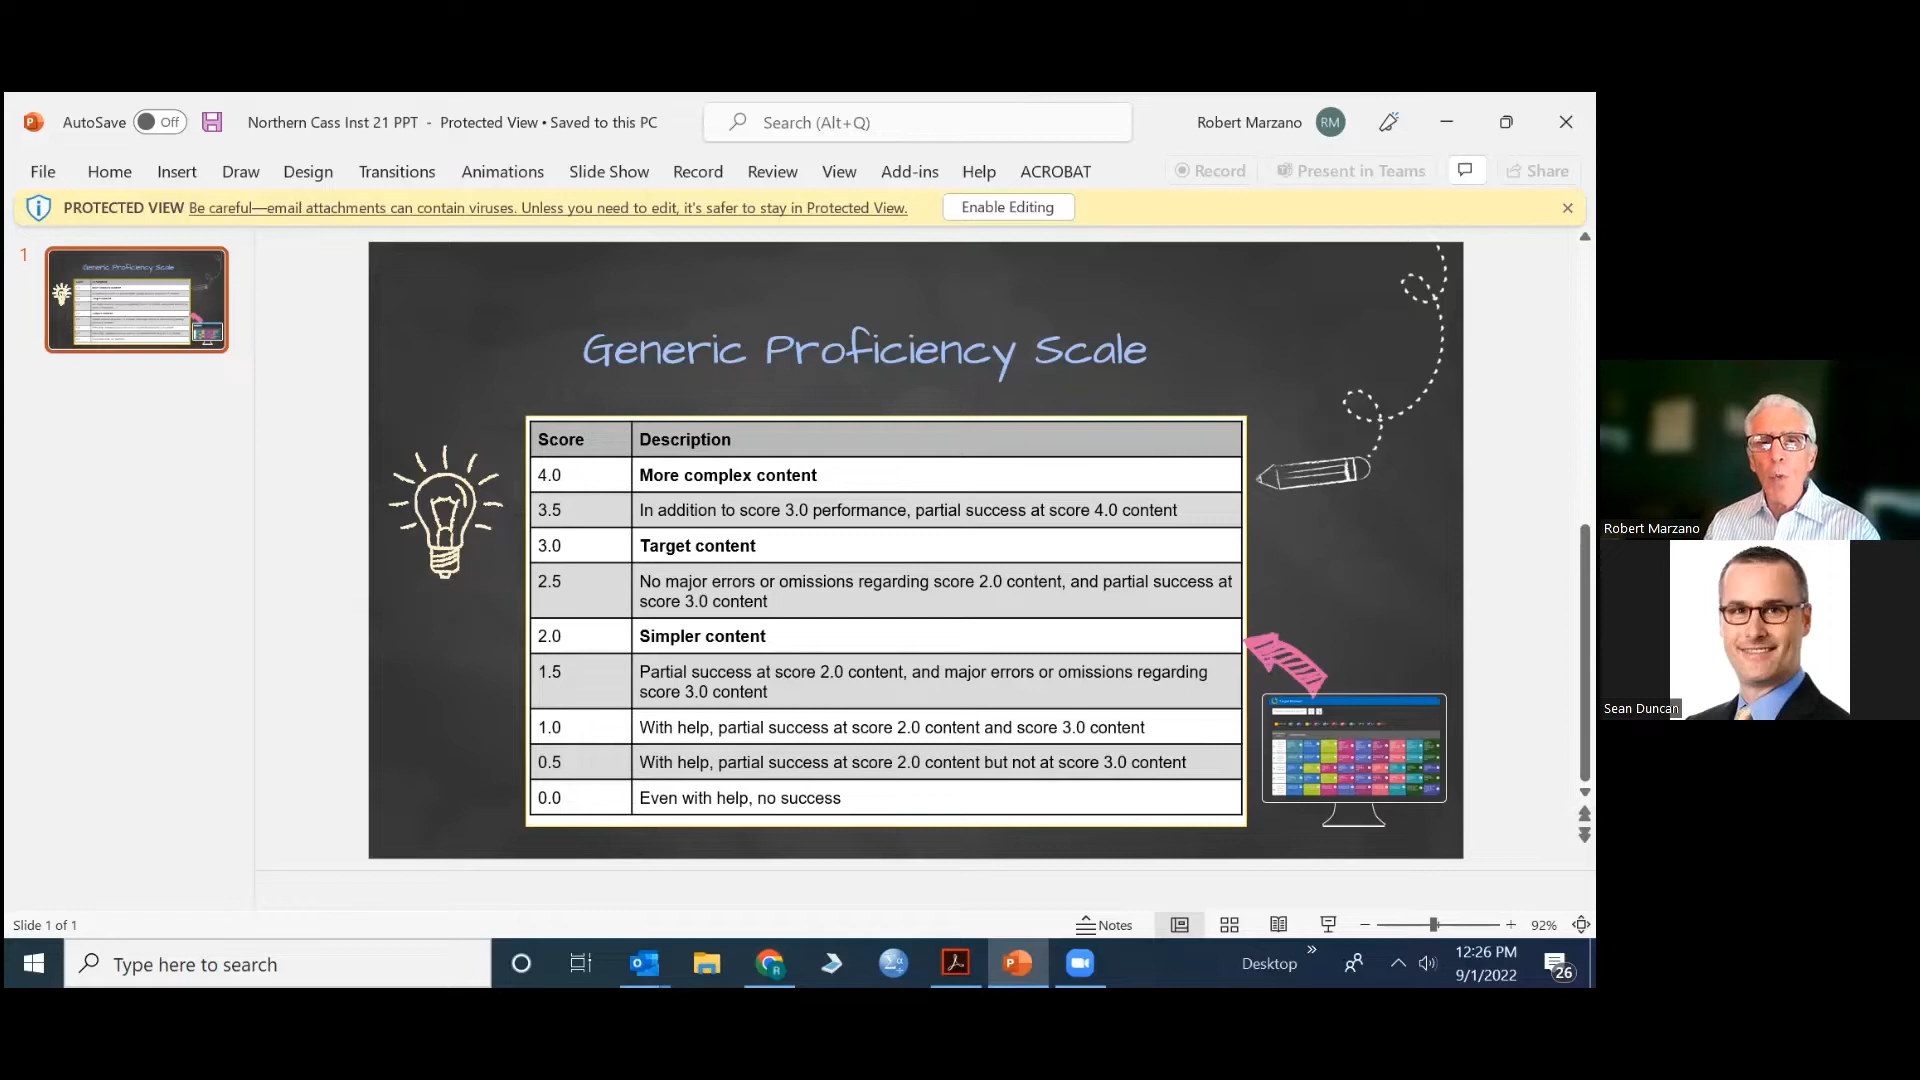 AutoSave Off Northern Cass Inst 21 PPT - Protected View • Saved to this PC Search (Alt+Q) Robert Marzano RM
File Home Insert Draw Design Transitions Animations Slide Show Record Review View Add-ins Help ACROBAT Record Present in Teams Share
PROTECTED VIEW Be careful—email attachments can contain viruses. Unless you need to edit, it's safer to stay in Protected View. Enable Editing
1
Generic Proficiency Scale
Generic Proficiency Scale
Score Description
4.0 More complex content
3.5 In addition to score 3.0 performance, partial success at score 4.0 content
3.0 Target content
2.5 No major errors or omissions regarding score 2.0 content, and partial success at
score 3.0 content
2.0 Simpler content
1.5 Partial success at score 2.0 content, and major errors or omissions regarding
score 3.0 content
1.0 With help, partial success at score 2.0 content and score 3.0 content
0.5 With help, partial success at score 2.0 content but not at score 3.0 content
0.0 Even with help, no success
Robert Marzano
Sean Duncan
Slide 1 of 1 Notes 92%
Type here to search Desktop 12:26 PM
9/1/2022 26